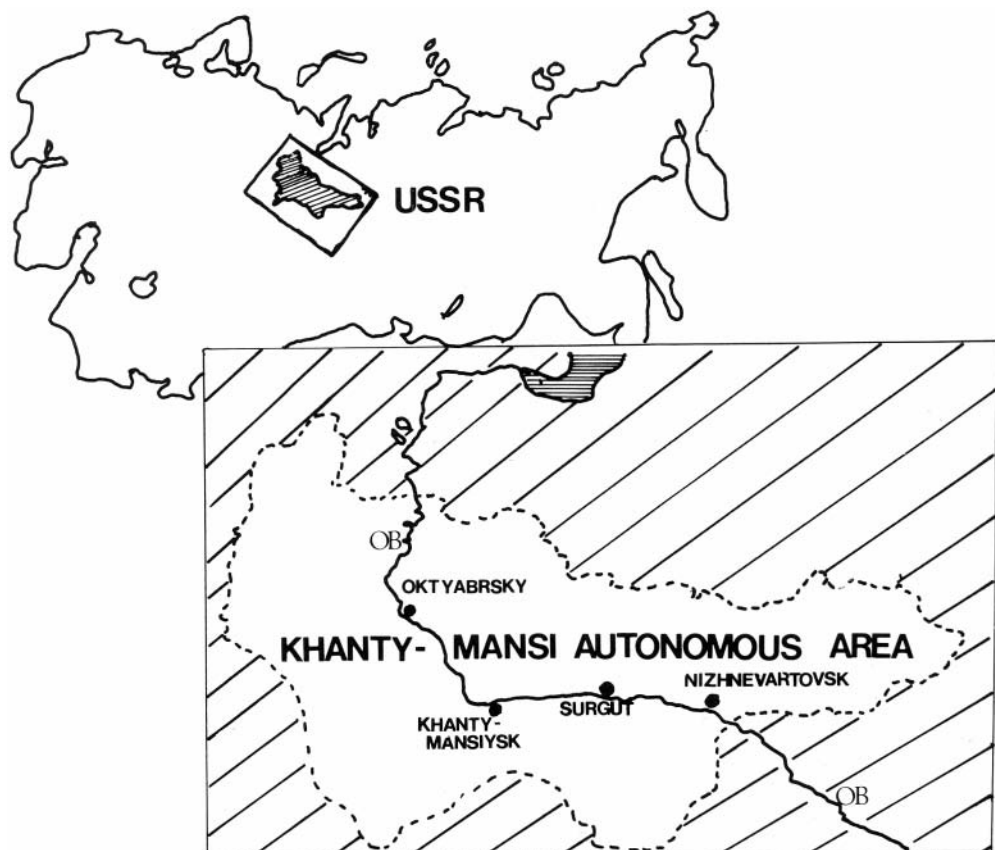 USSR
OB
OKTYABRSKY
KHANTY- MANSI AUTONOMOUS AREA
NIZHNEVARTOVSK
SURGUT
KHANTY-
MANSIYSK
OB